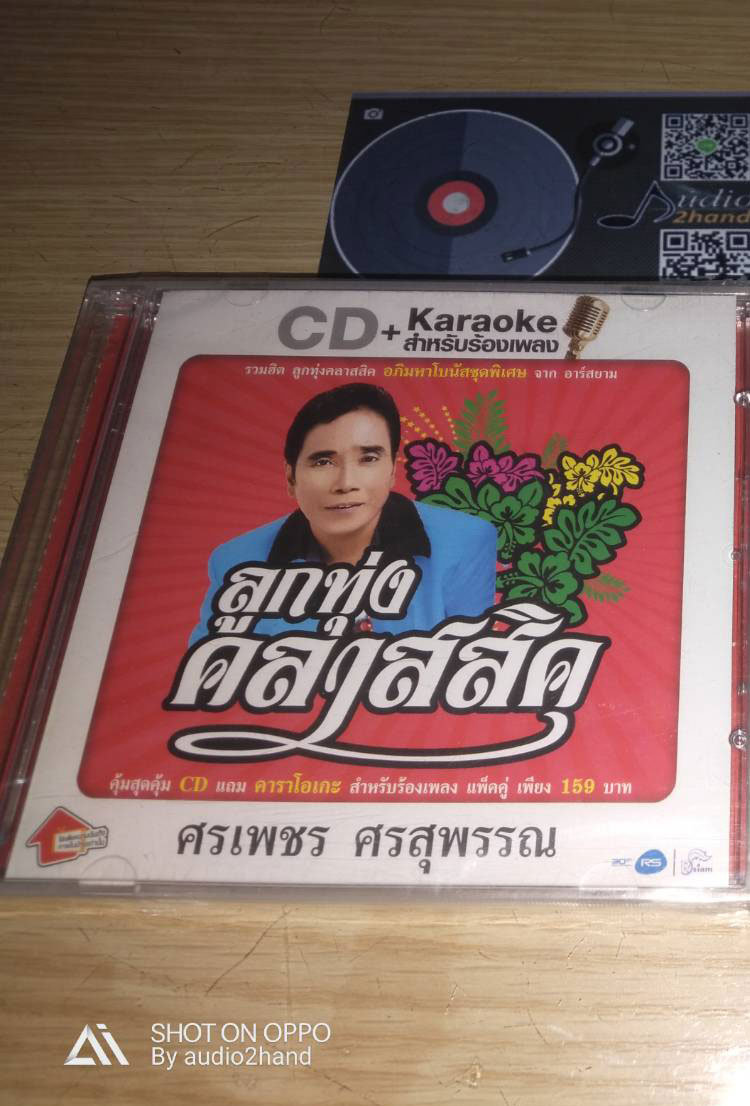 udio
2hand
CD + Karaoke
สำหรับร้องเพลง
รวมฮิต ลูกทุ่งคลาสสิค อภิมหาโบนัสชุดพิเศษ จาก อาร์สยาม
ลูกทุ่ง
คลาสสิค
คุ้มสุดคุ้ม CD แถม คาราโอเกะ สำหรับร้องเพลง แพ็คคู่ เพียง 159 บาท
ศรเพชร ศรสุพรรณ
RS
Rsiam
SHOT ON OPPO
By audio2hand